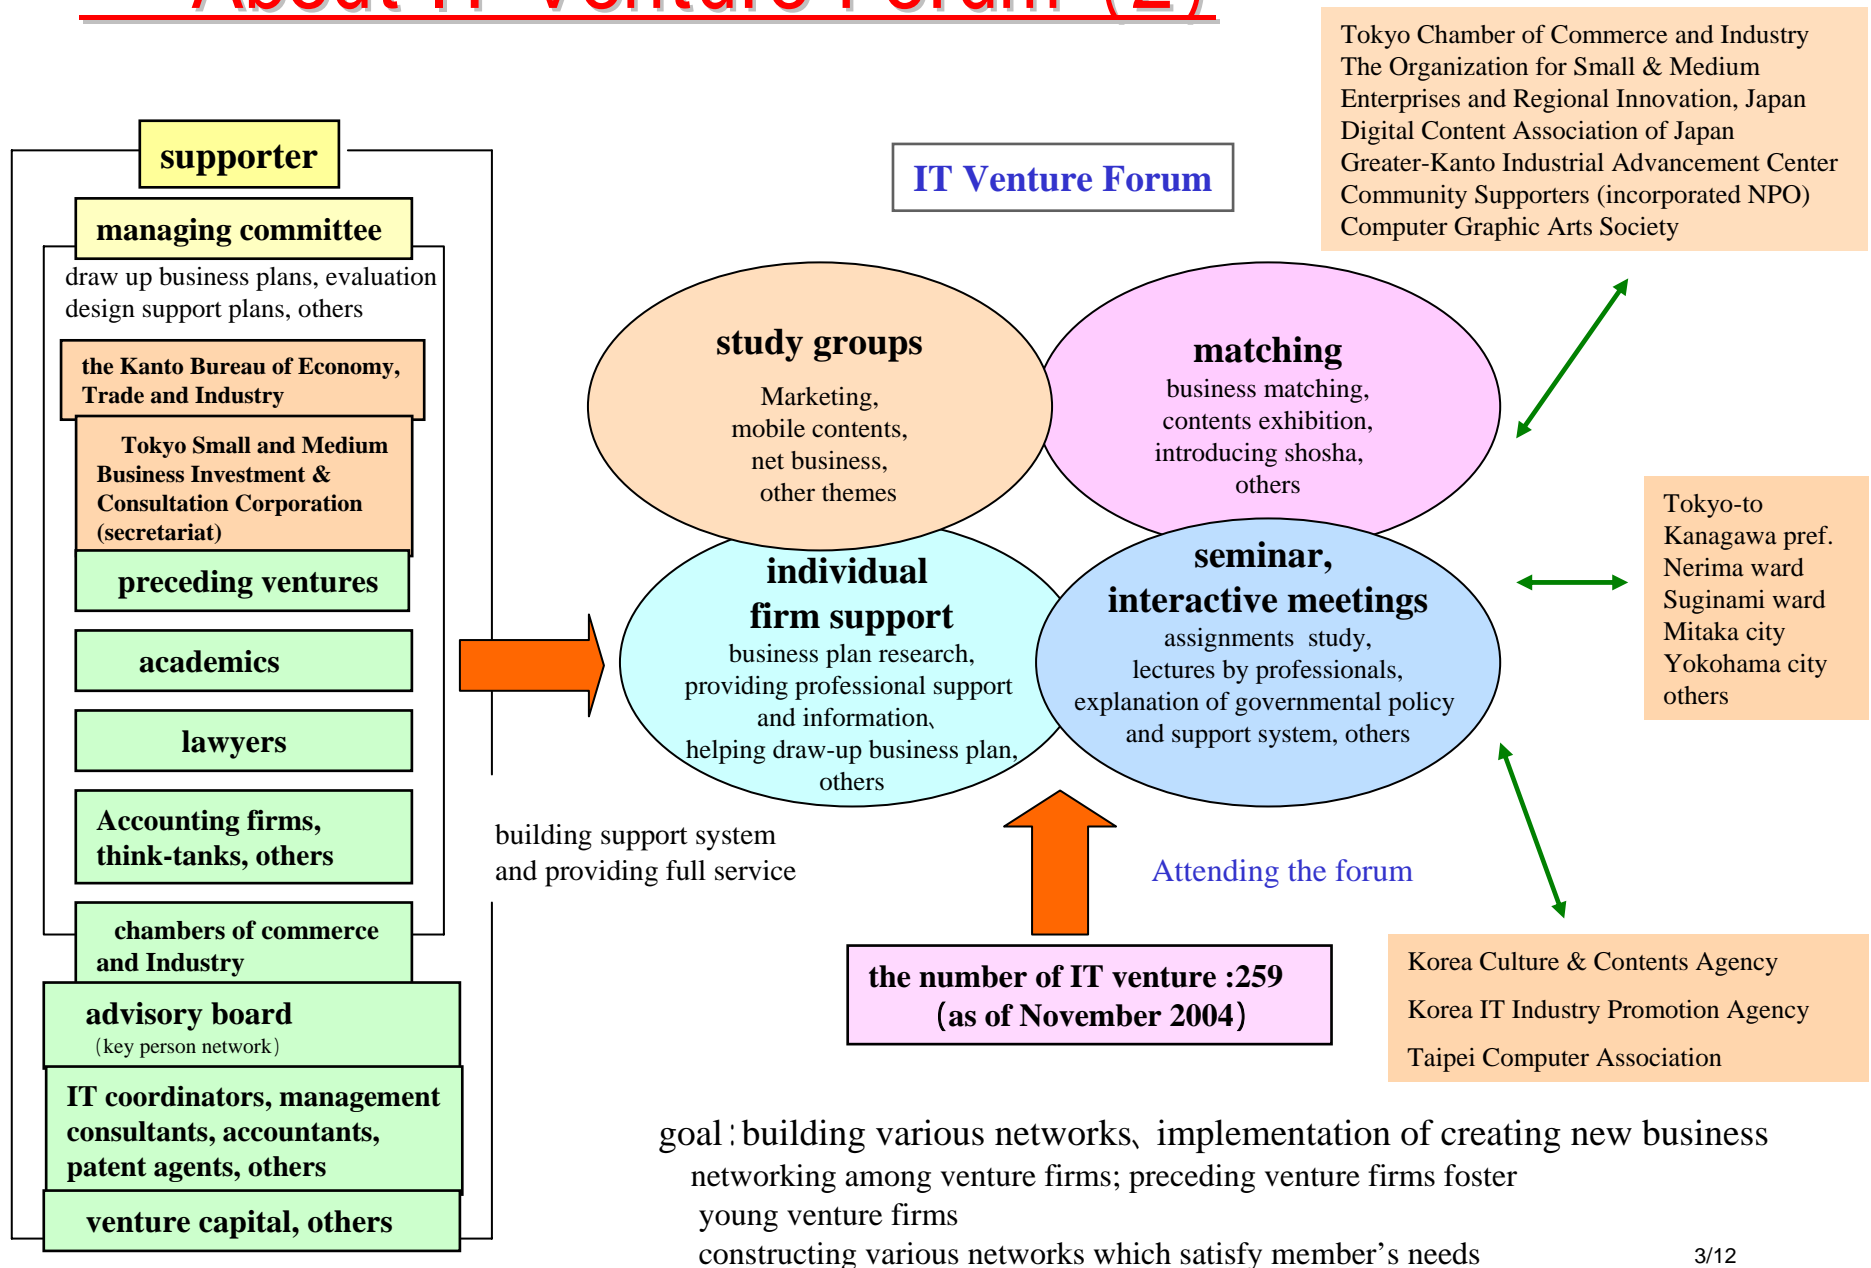 About IT Venture Forum (2)
Tokyo Chamber of Commerce and Industry
The Organization for Small & Medium
Enterprises and Regional Innovation, Japan
Digital Content Association of Japan
Greater-Kanto Industrial Advancement Center
Community Supporters (incorporated NPO)
Computer Graphic Arts Society
supporter
managing committee
draw up business plans, evaluation
design support plans, others
the Kanto Bureau of Economy,
Trade and Industry
Tokyo Small and Medium
Business Investment &
Consultation Corporation
(secretariat)
preceding ventures
academics
lawyers
Accounting firms,
think-tanks, others
chambers of commerce
and Industry
advisory board
（key person network）
IT coordinators, management
consultants, accountants,
patent agents, others
venture capital, others
building support system
and providing full service
IT Venture Forum
study groups
Marketing,
mobile contents,
net business,
other themes
matching
business matching,
contents exhibition,
introducing shosha,
others
individual
firm support
business plan research,
providing professional support
and information、
helping draw-up business plan,
others
seminar,
interactive meetings
assignments study,
lectures by professionals,
explanation of governmental policy
and support system, others
Tokyo-to
Kanagawa pref.
Nerima ward
Suginami ward
Mitaka city
Yokohama city
others
Attending the forum
the number of IT venture :259
（as of November 2004）
Korea Culture & Contents Agency
Korea IT Industry Promotion Agency
Taipei Computer Association
goal：building various networks、implementation of creating new business
networking among venture firms; preceding venture firms foster
young venture firms
constructing various networks which satisfy member’s needs
3/12